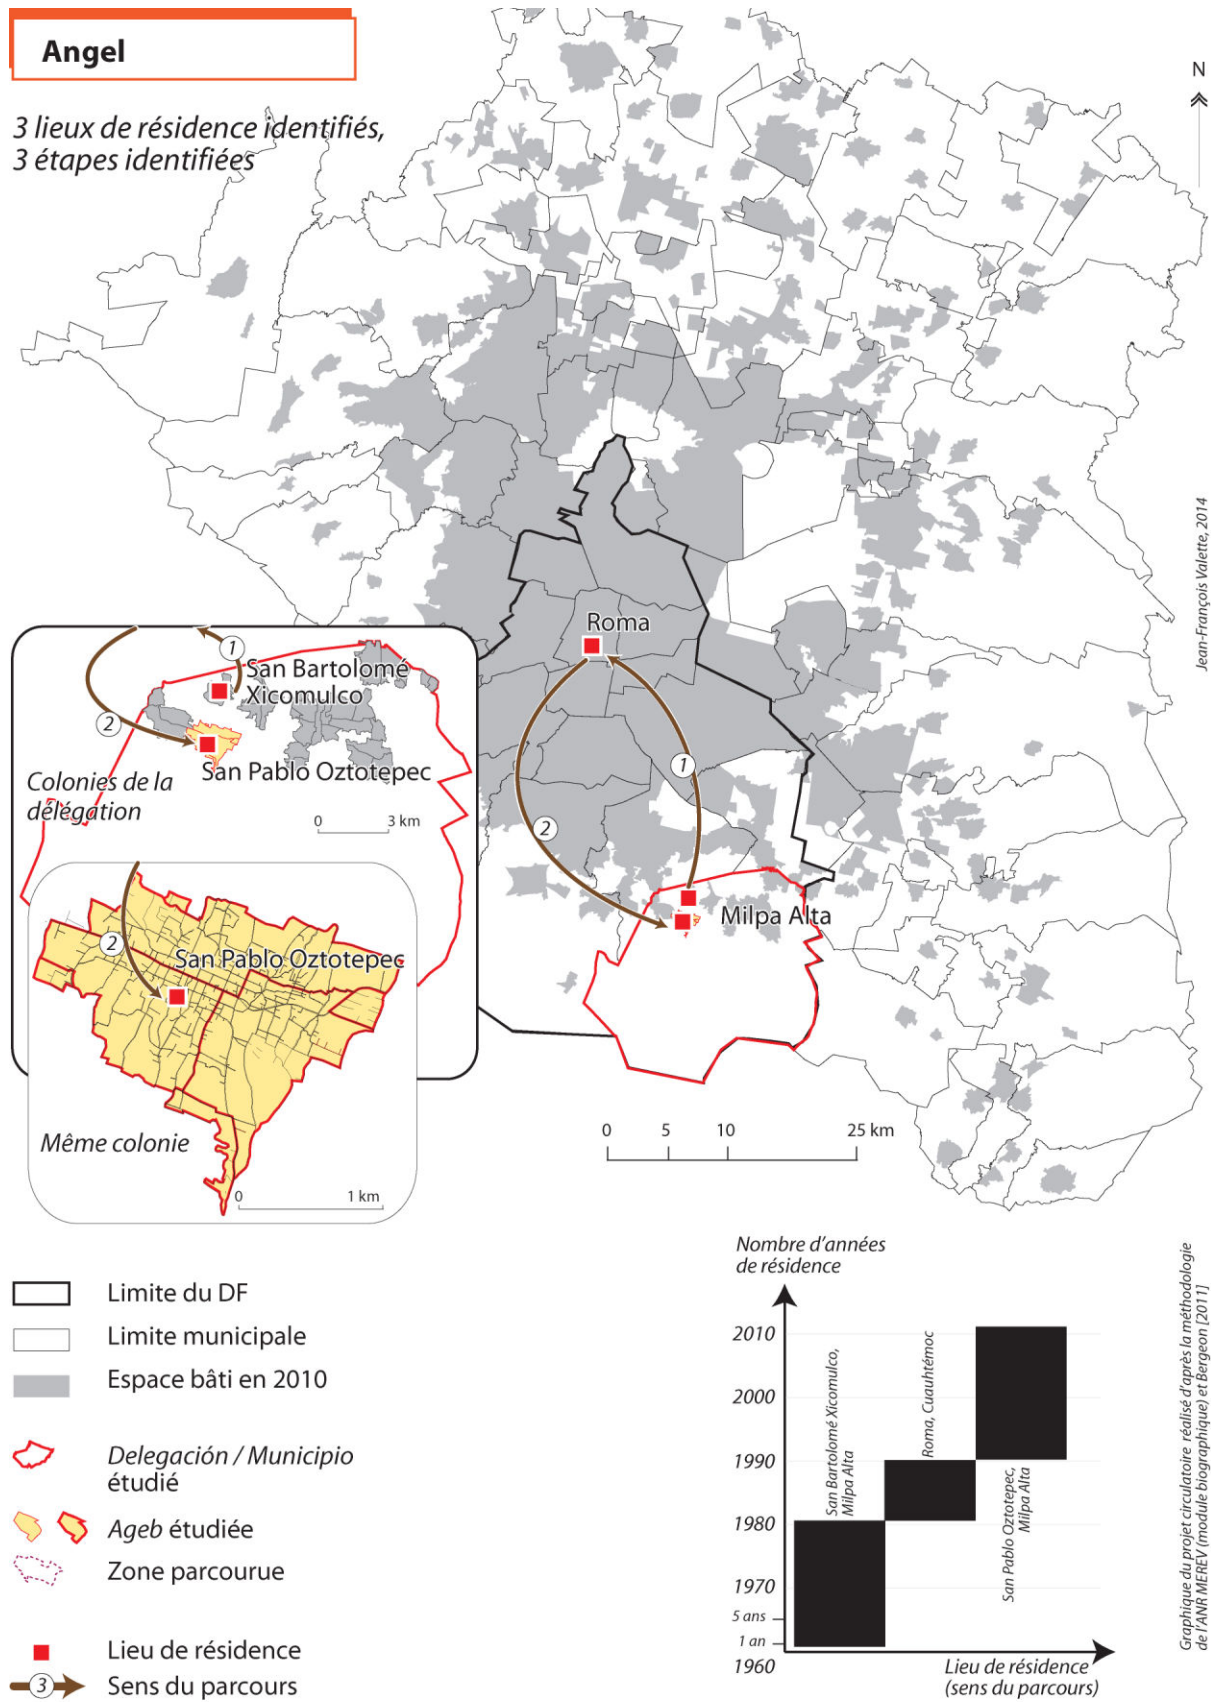 Angel
3 lieux de résidence identifiés,
3 étapes identifiées
N
Jean-François Valette, 2014
Roma
1
2
Milpa Alta
0 5 10 25 km
1
San Bartolomé
Xicomulco
2
San Pablo Oztotepec
Colonies de la
délégation
0 3 km
2
San Pablo Oztotepec
Même colonie
0 1 km
Limite du DF
Limite municipale
Espace bâti en 2010
Delegación / Municipio
étudié
Ageb étudiée
Zone parcourue
Lieu de résidence
3 Sens du parcours
Nombre d'années
de résidence
2010
2000
1990
1980
1970
5 ans
1 an
1960
San Bartolomé Xicomulco,
Milpa Alta
Roma, Cuauhtémoc
San Pablo Oztotepec,
Milpa Alta
Lieu de résidence
(sens du parcours)
Graphique du projet circulatoire réalisé d'après la méthodologie
de l'ANR MEREV (module biographique) et Bergeon [2011]